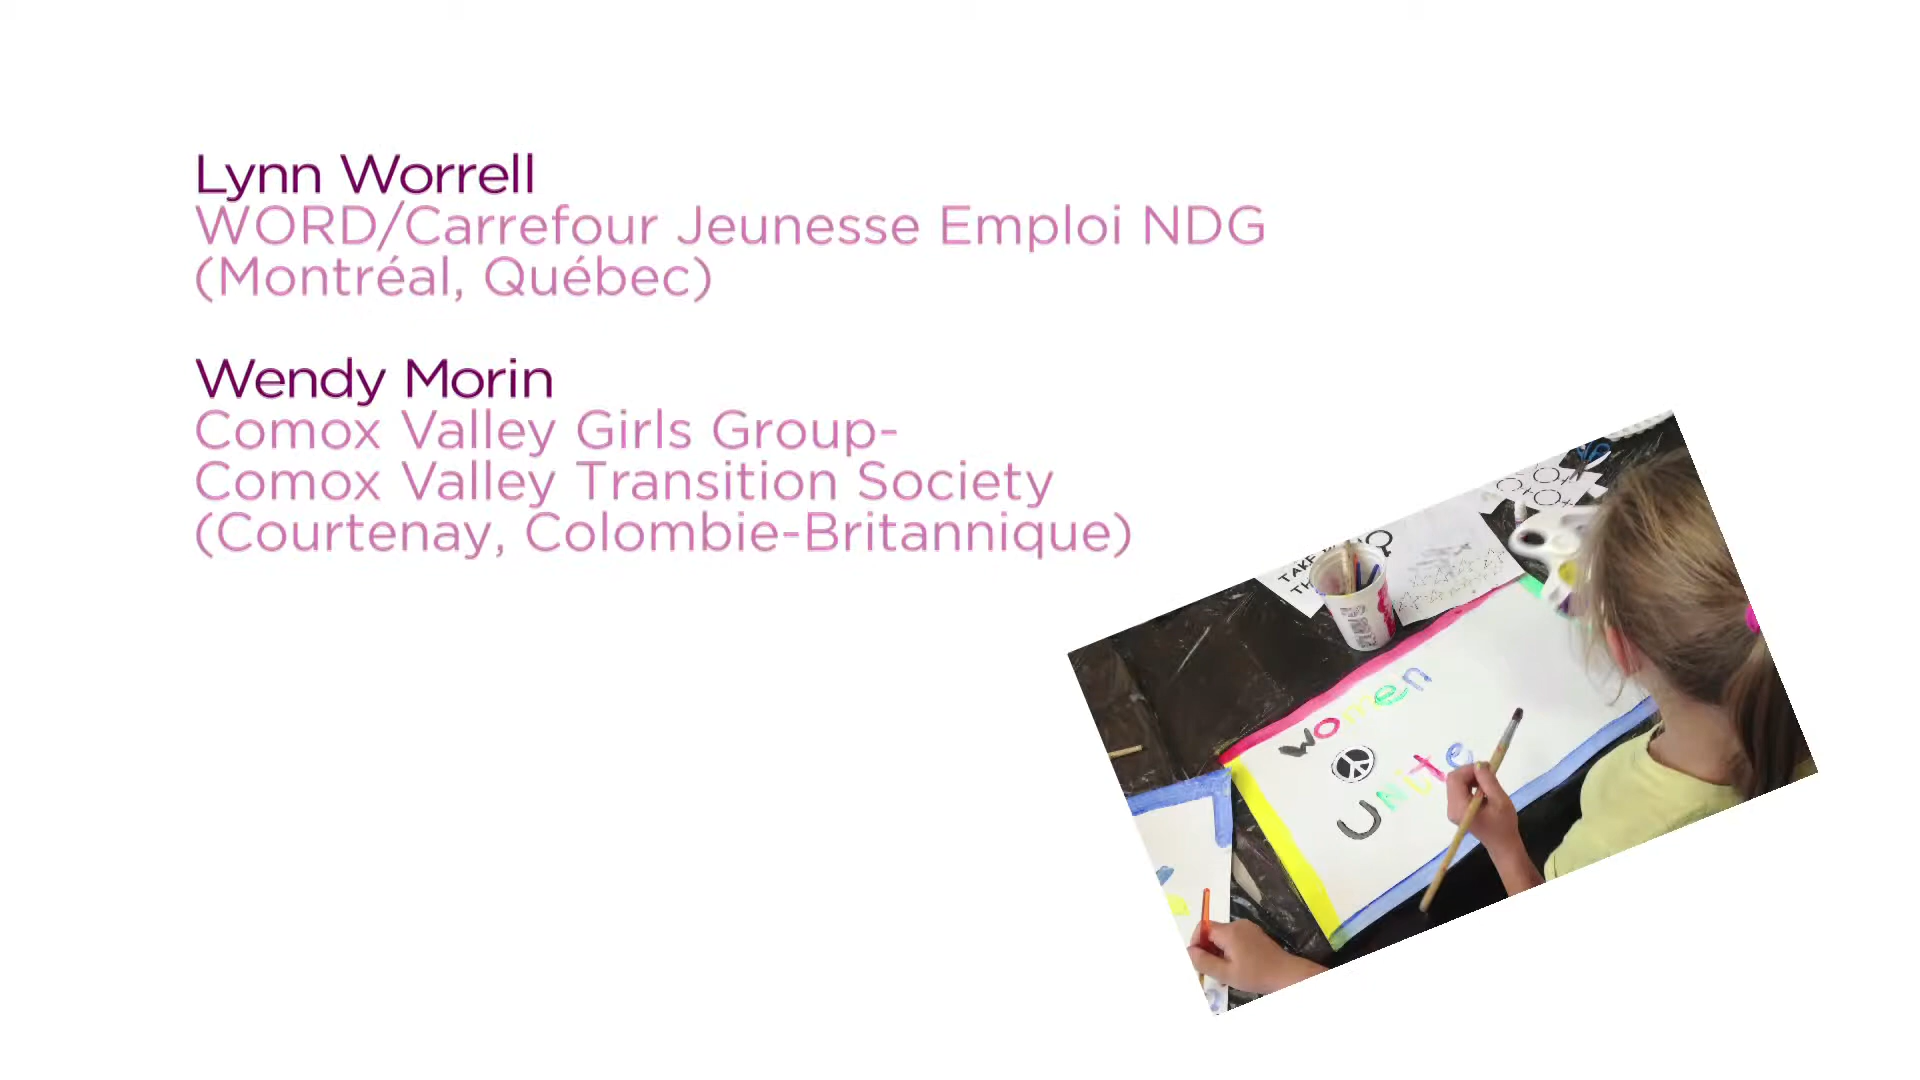 Lynn Worrell
WORD/Carrefour Jeunesse Emploi NDG
(Montréal, Québec)
Wendy Morin
Comox Valley Girls Group-
Comox Valley Transition Society
(Courtenay, Colombie-Britannique)
Women
Unite